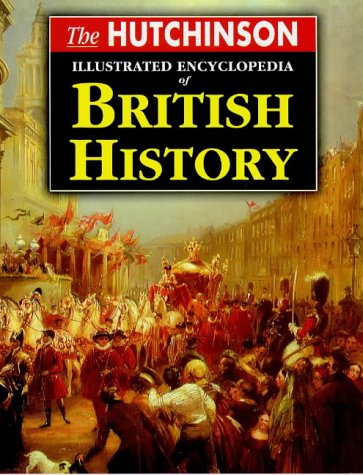 The HUTCHINSON
ILLUSTRATED ENCYCLOPEDIA
of
BRITISH
HISTORY